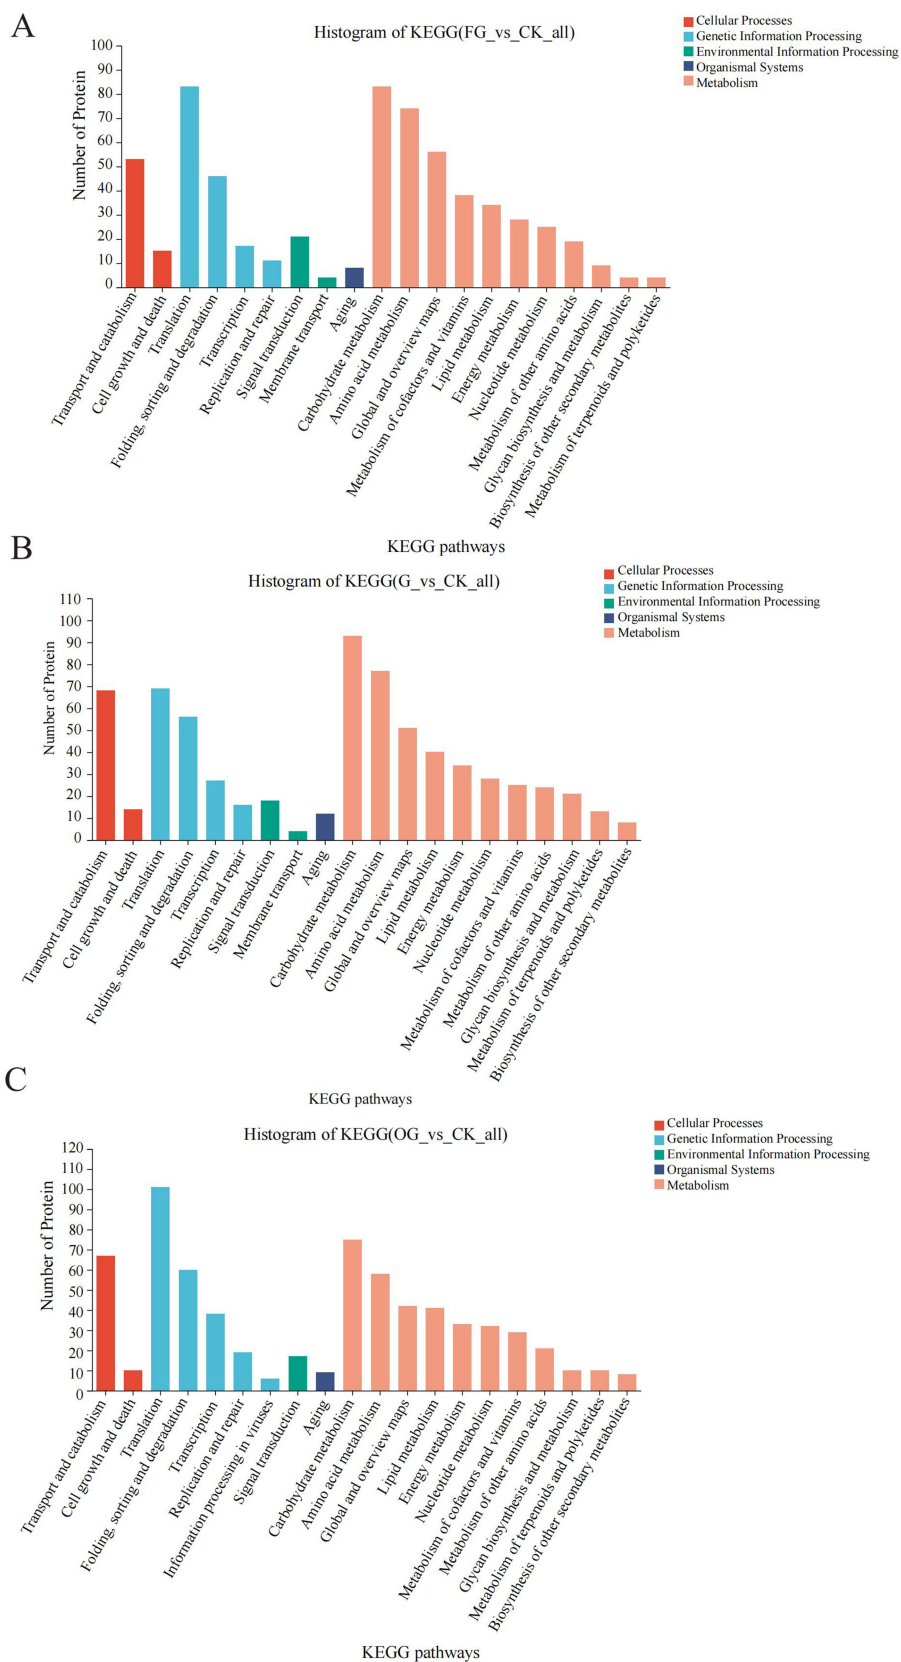 A
Histogram of KEGG(FG_vs_CK_all)
Cellular Processes
Genetic Information Processing
Environmental Information Processing
Organismal Systems
Metabolism
Number of Protein
100
90
80
70
60
50
40
30
20
10
0
Transport and catabolism
Cell growth and death
Translation
Folding, sorting and degradation
Transcription
Replication and repair
Signal transduction
Membrane transport
Aging
Carbohydrate metabolism
Amino acid metabolism
Global and overview maps
Metabolism of cofactors and vitamins
Lipid metabolism
Energy metabolism
Nucleotide metabolism
Metabolism of other amino acids
Glycan biosynthesis and metabolism
Biosynthesis of other secondary metabolites
Metabolism of terpenoids and polyketides
KEGG pathways
B
Histogram of KEGG(G_vs_CK_all)
Cellular Processes
Genetic Information Processing
Environmental Information Processing
Organismal Systems
Metabolism
Number of Protein
110
100
90
80
70
60
50
40
30
20
10
0
Transport and catabolism
Cell growth and death
Translation
Folding, sorting and degradation
Transcription
Replication and repair
Signal transduction
Membrane transport
Aging
Carbohydrate metabolism
Amino acid metabolism
Global and overview maps
Lipid metabolism
Energy metabolism
Nucleotide metabolism
Metabolism of cofactors and vitamins
Metabolism of other amino acids
Glycan biosynthesis and metabolism
Metabolism of terpenoids and polyketides
Biosynthesis of other secondary metabolites
KEGG pathways
C
Histogram of KEGG(OG_vs_CK_all)
Cellular Processes
Genetic Information Processing
Environmental Information Processing
Organismal Systems
Metabolism
Number of Protein
120
110
100
90
80
70
60
50
40
30
20
10
0
Transport and catabolism
Cell growth and death
Translation
Folding, sorting and degradation
Transcription
Replication and repair
Information processing in viruses
Signal transduction
Aging
Carbohydrate metabolism
Amino acid metabolism
Global and overview maps
Lipid metabolism
Energy metabolism
Nucleotide metabolism
Metabolism of cofactors and vitamins
Metabolism of other amino acids
Glycan biosynthesis and metabolism
Metabolism of terpenoids and polyketides
Biosynthesis of other secondary metabolites
KEGG pathways